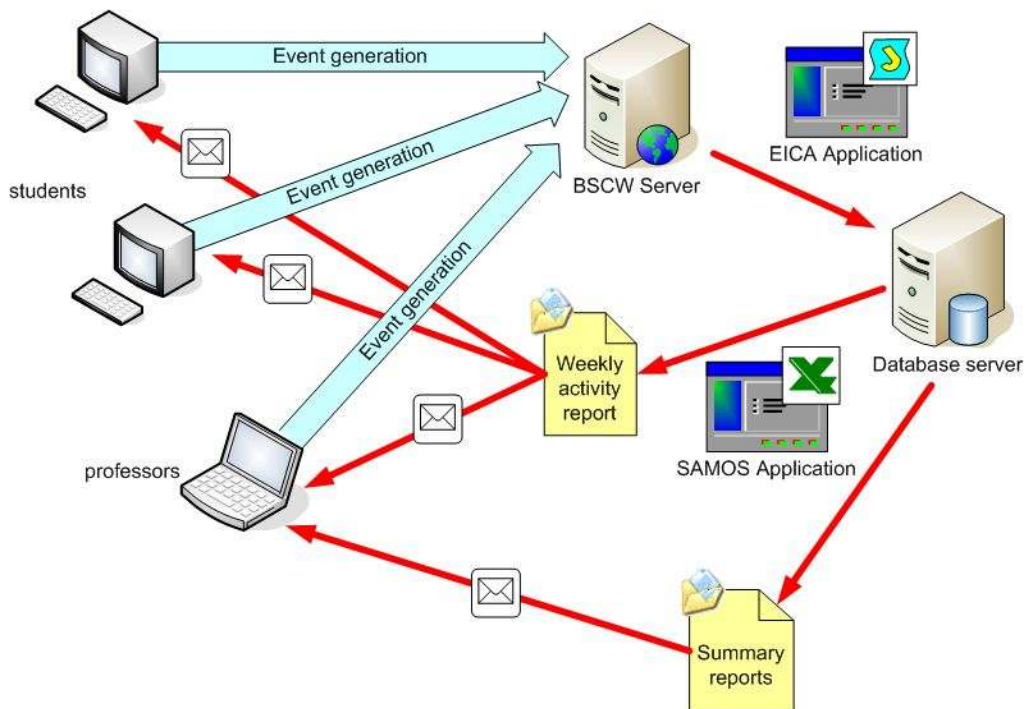 Event generation
Event generation
students
BSCW Server
EICA Application
Event generation
Weekly
activity
report
Database server
professors
SAMOS Application
Summary
reports